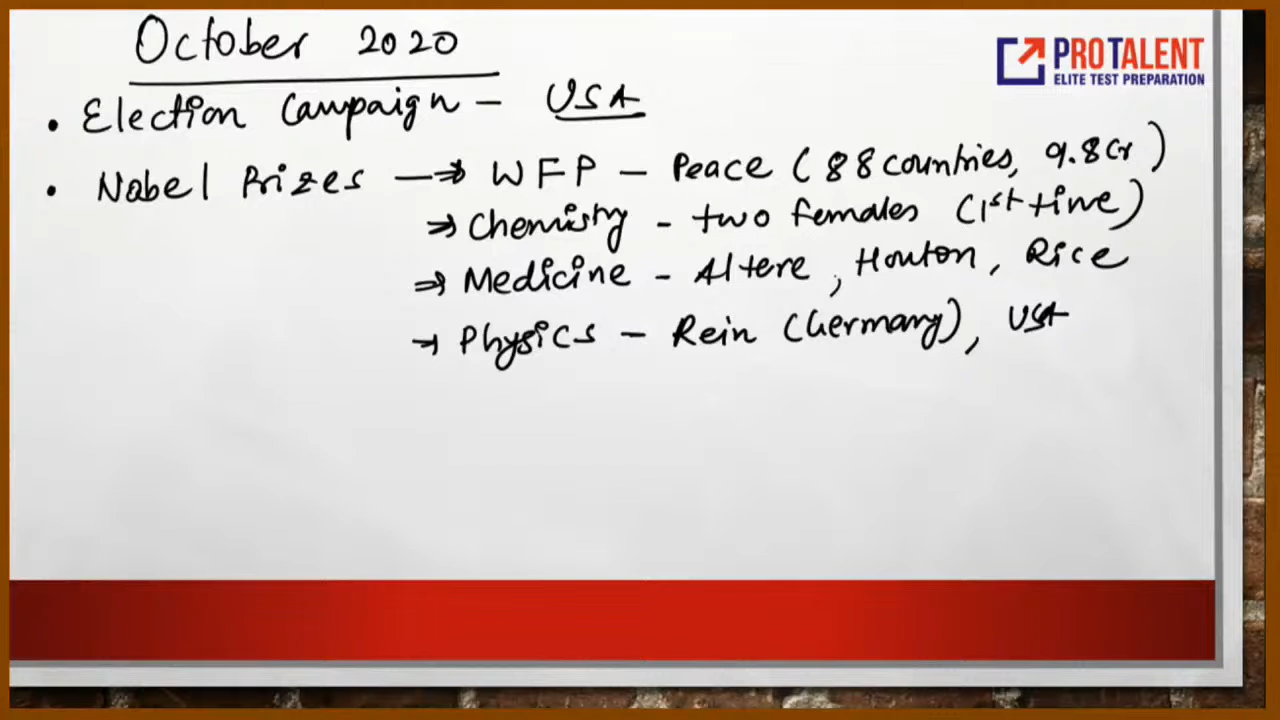 October 2020
PROTALENT
ELITE TEST PREPARATION
• Election Campaign - USA
• Nobel Prizes → WFP - Peace (88 countries, 9.8 Cr)
⇒ Chemistry - two females (1st time)
⇒ Medicine - Altere, Houton, Rice
→ Physics - Rein (Germany), USA